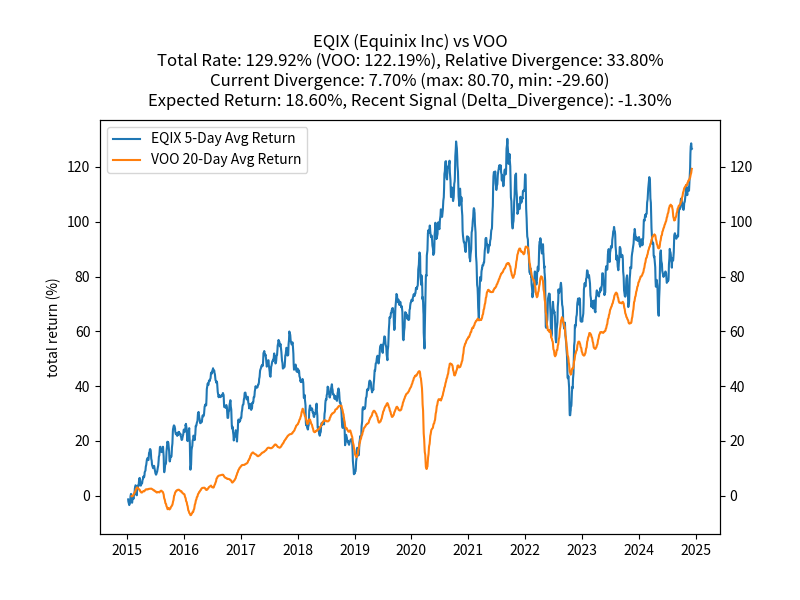 EQIX (Equinix Inc) vs VOO
Total Rate: 129.92% (VOO: 122.19%), Relative Divergence: 33.80%
Current Divergence: 7.70% (max: 80.70, min: -29.60)
Expected Return: 18.60%, Recent Signal (Delta_Divergence): -1.30%
EQIX 5-Day Avg Return
VOO 20-Day Avg Return
total return (%)
120
100
80
60
40
20
0
120
100
80
60
40
20
0
2015 2016 2017 2018 2019 2020 2021 2022 2023 2024 2025